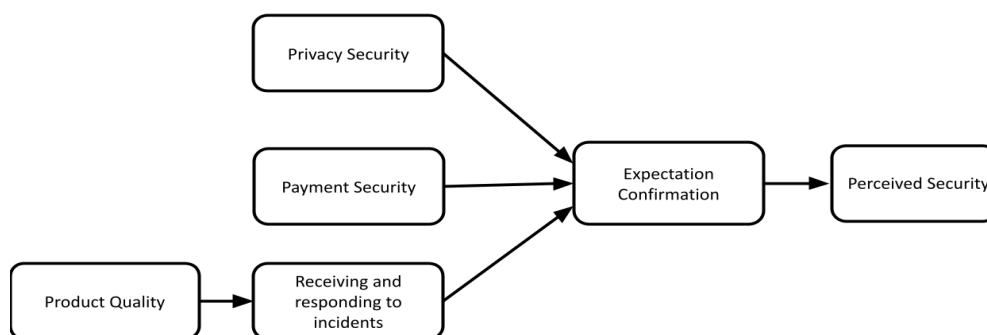 Privacy Security
Payment Security
Expectation
Confirmation
Perceived Security
Product Quality
Receiving and
responding to
incidents